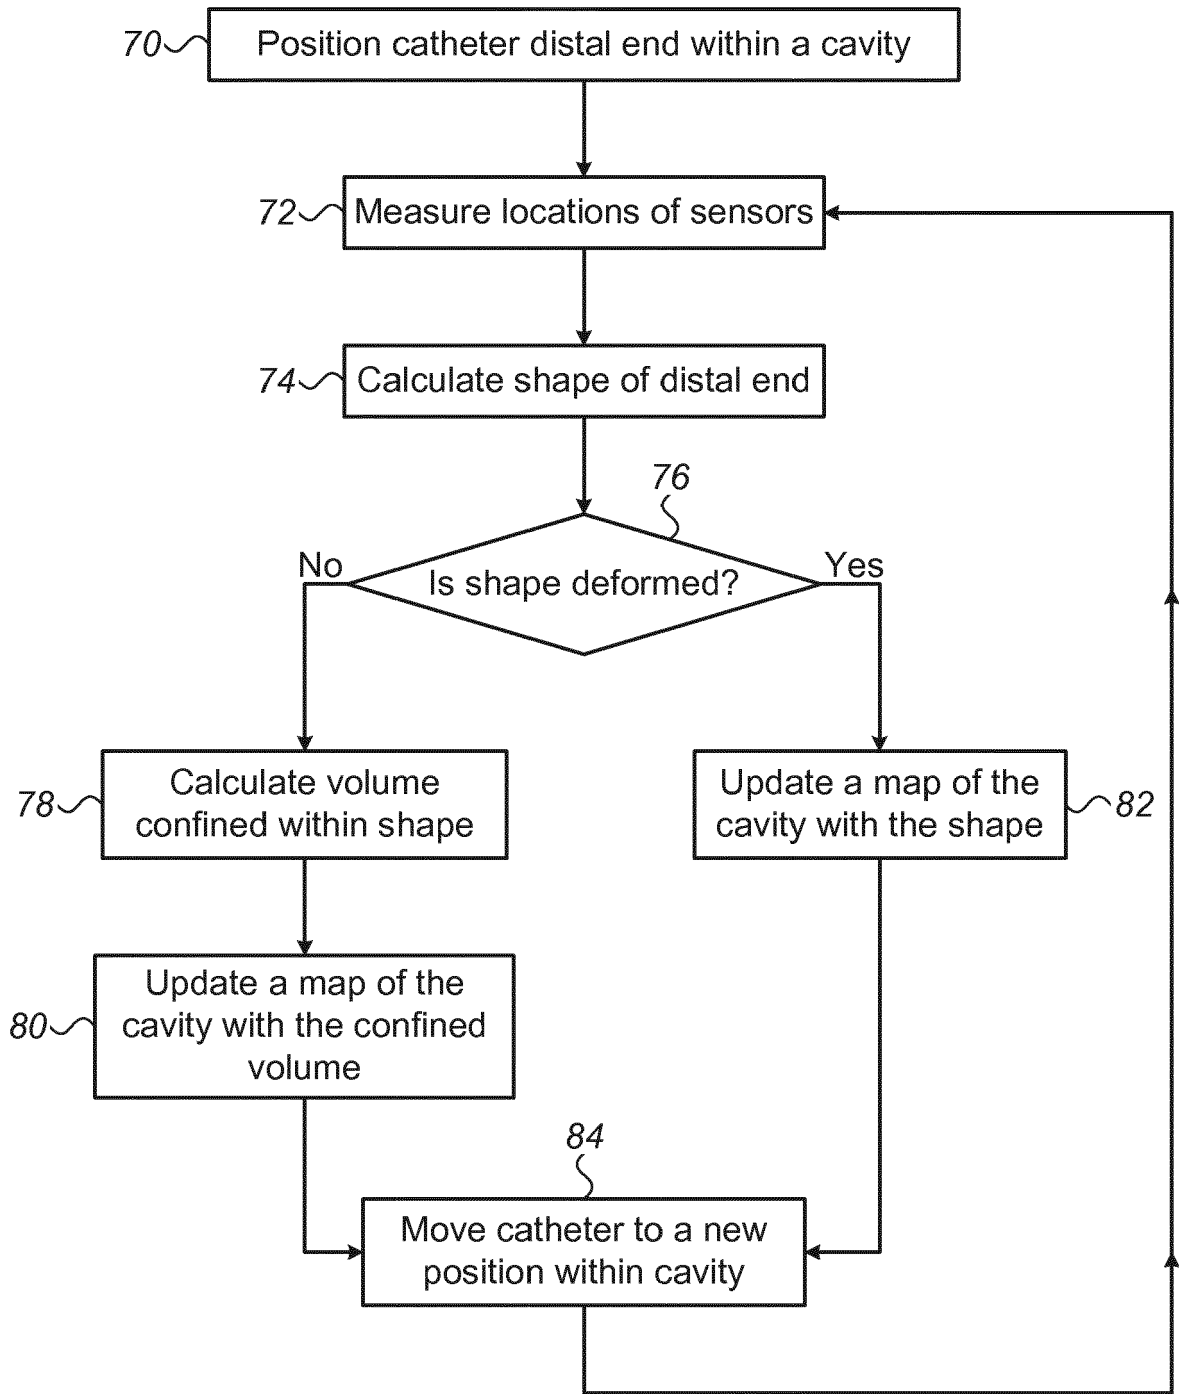 70
Position catheter distal end within a cavity
72
Measure locations of sensors
74
Calculate shape of distal end
76
No
Is shape deformed?
Yes
78
Calculate volume
confined within shape
Update a map of the
cavity with the shape
82
80
Update a map of the
cavity with the confined
volume
84
Move catheter to a new
position within cavity